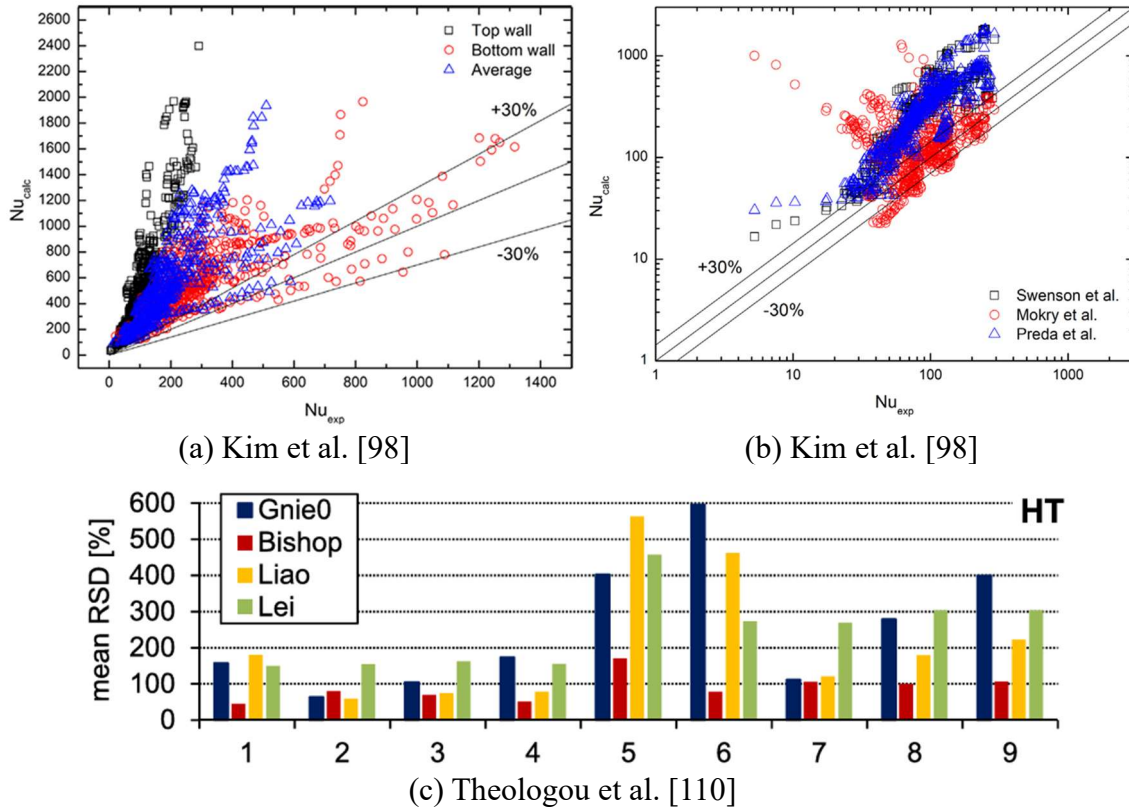 2600
2400
2200
2000
1800
1600
1400
1200
1000
800
600
400
200
0
Nu_calc
Top wall
Bottom wall
Average
+30%
-30%
0 200 400 600 800 1000 1200 1400
Nu_exp
(a) Kim et al. [98]
1000
100
10
1
Nu_calc
+30%
-30%
Swenson et al.
Mokry et al.
Preda et al.
1 10 100 1000
Nu_exp
(b) Kim et al. [98]
600
500
400
300
200
100
0
mean RSD [%]
Gnie0
Bishop
Liao
Lei
HT
1 2 3 4 5 6 7 8 9
(c) Theologou et al. [110]